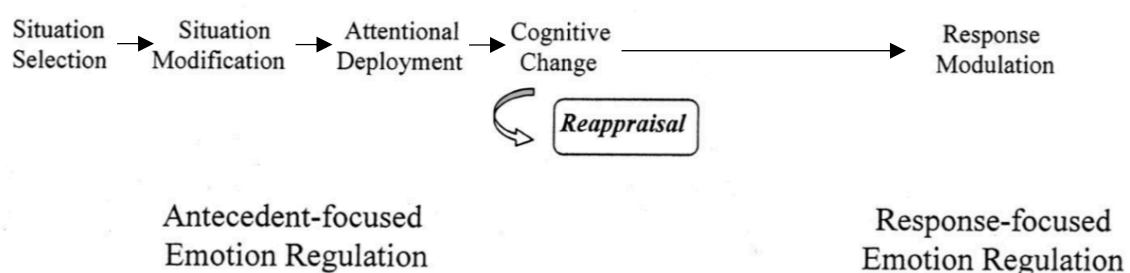 Situation
Selection
Situation
Modification
Attentional
Deployment
Cognitive
Change
Response
Modulation
Reappraisal
Antecedent-focused
Emotion Regulation
Response-focused
Emotion Regulation